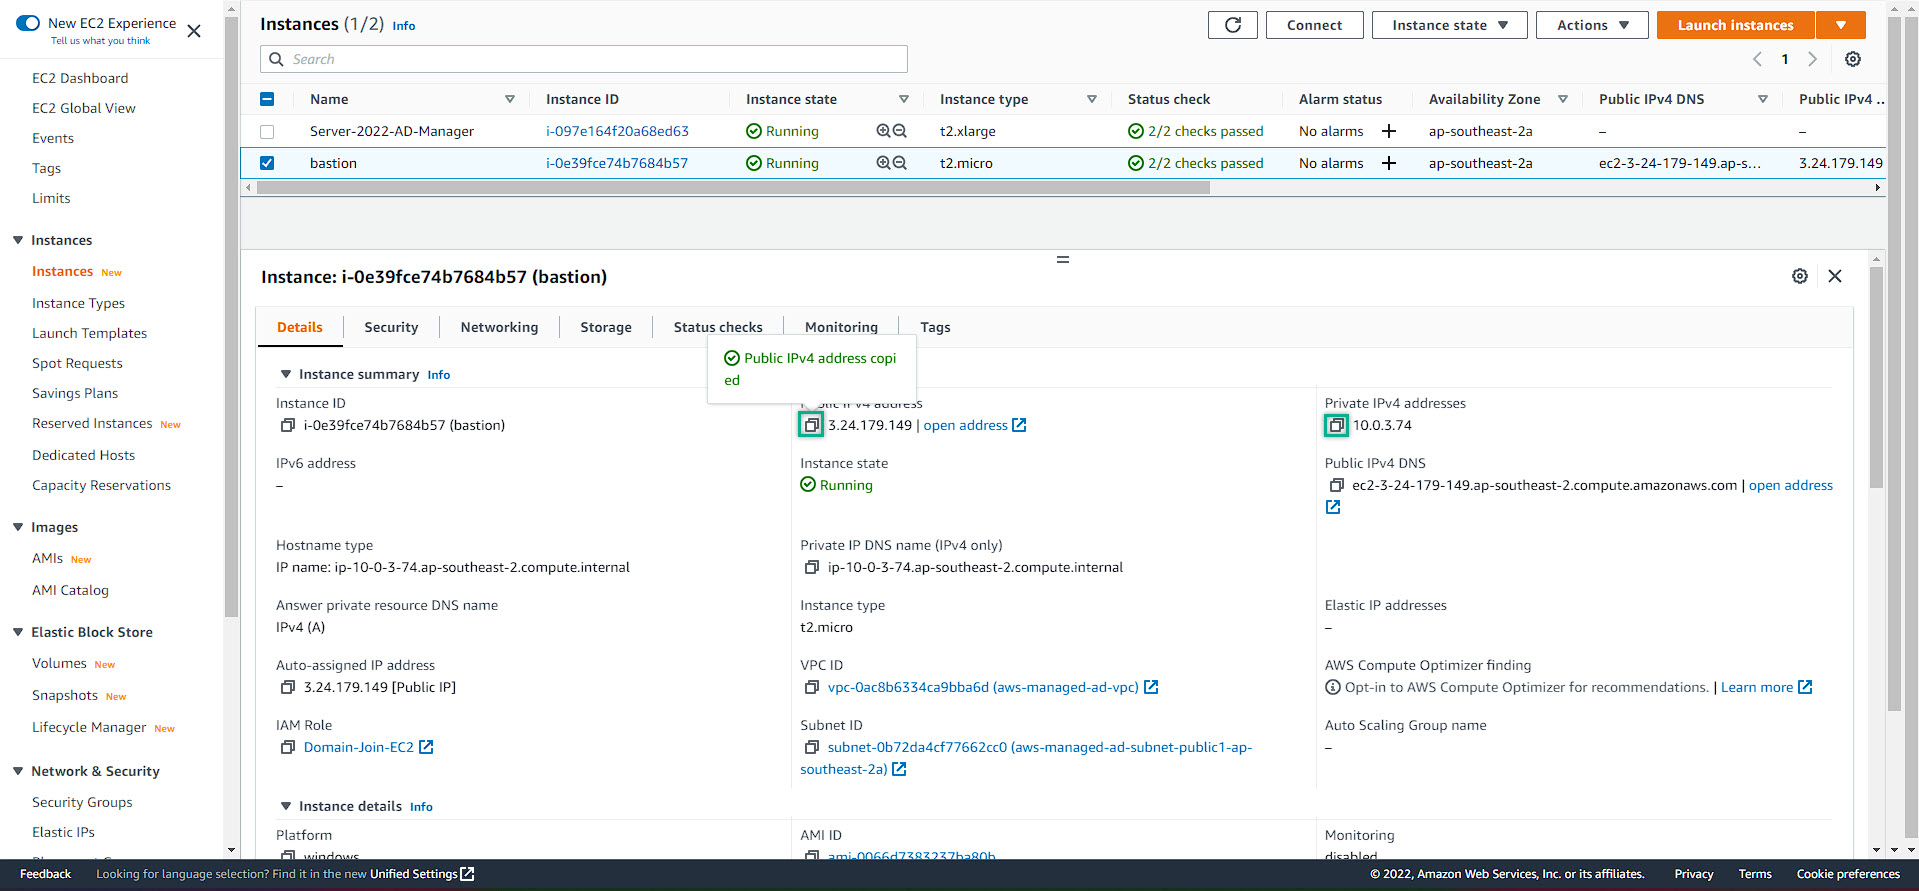 New EC2 Experience
Tell us what you think
EC2 Dashboard
EC2 Global View
Events
Tags
Limits
Instances
Instances New
Instance Types
Launch Templates
Spot Requests
Savings Plans
Reserved Instances New
Dedicated Hosts
Capacity Reservations
Images
AMIs New
AMI Catalog
Elastic Block Store
Volumes New
Snapshots New
Lifecycle Manager New
Network & Security
Security Groups
Elastic IPs
Instances (1/2) Info
Connect
Instance state
Actions
Launch instances
Search
1
Name Instance ID Instance state Instance type Status check Alarm status Availability Zone Public IPv4 DNS Public IPv4 ..
Server-2022-AD-Manager i-097e164f20a68ed63 Running t2.xlarge 2/2 checks passed No alarms + ap-southeast-2a – –
bastion i-0e39fce74b7684b57 Running t2.micro 2/2 checks passed No alarms + ap-southeast-2a ec2-3-24-179-149.ap-s... 3.24.179.149
Instance: i-0e39fce74b7684b57 (bastion)
Details Security Networking Storage Status checks Monitoring Tags
Public IPv4 address copi
ed
Instance summary Info
Instance ID
i-0e39fce74b7684b57 (bastion)
Public IPv4 address
3.24.179.149 | open address
Private IPv4 addresses
10.0.3.74
IPv6 address
–
Instance state
Running
Public IPv4 DNS
ec2-3-24-179-149.ap-southeast-2.compute.amazonaws.com | open address
Hostname type
IP name: ip-10-0-3-74.ap-southeast-2.compute.internal
Private IP DNS name (IPv4 only)
ip-10-0-3-74.ap-southeast-2.compute.internal
Answer private resource DNS name
IPv4 (A)
Instance type
t2.micro
Elastic IP addresses
–
Auto-assigned IP address
3.24.179.149 [Public IP]
VPC ID
vpc-0ac8b6334ca9bba6d (aws-managed-ad-vpc)
AWS Compute Optimizer finding
Opt-in to AWS Compute Optimizer for recommendations. | Learn more
IAM Role
Domain-Join-EC2
Subnet ID
subnet-0b72da4cf77662cc0 (aws-managed-ad-subnet-public1-ap-
southeast-2a)
Auto Scaling Group name
–
Instance details Info
Platform
windows
AMI ID
ami-0066d7383237ba80b
Monitoring
disabled
Feedback Looking for language selection? Find it in the new Unified Settings
© 2022, Amazon Web Services, Inc. or its affiliates. Privacy Terms Cookie preferences